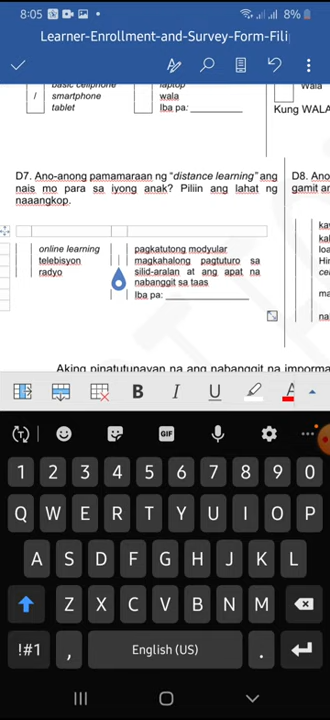 8:05 8%
Learner-Enrollment-and-Survey-Form-Fili
basic cellphone laptop
/ smartphone wala Wala
tablet Iba pa: Kung WALA
D7. Ano-anong pamamaraan ng "distance learning" ang D8. Ano
nais mo para sa iyong anak? Piliin ang lahat ng gamit ar
naaangkop.
online learning pagkatutong modyular
telebisyon magkahalong pagtuturo sa
radyo silid-aralan at ang apat na
nabanggit sa taas
Iba pa:
Aking pinatutunayan na ang nabanggit na imporma
B I U A
T GIF
1 2 3 4 5 6 7 8 9 0
Q W E R T Y U I O P
A S D F G H J K L
Z X C V B N M
!#1 , English (US) .